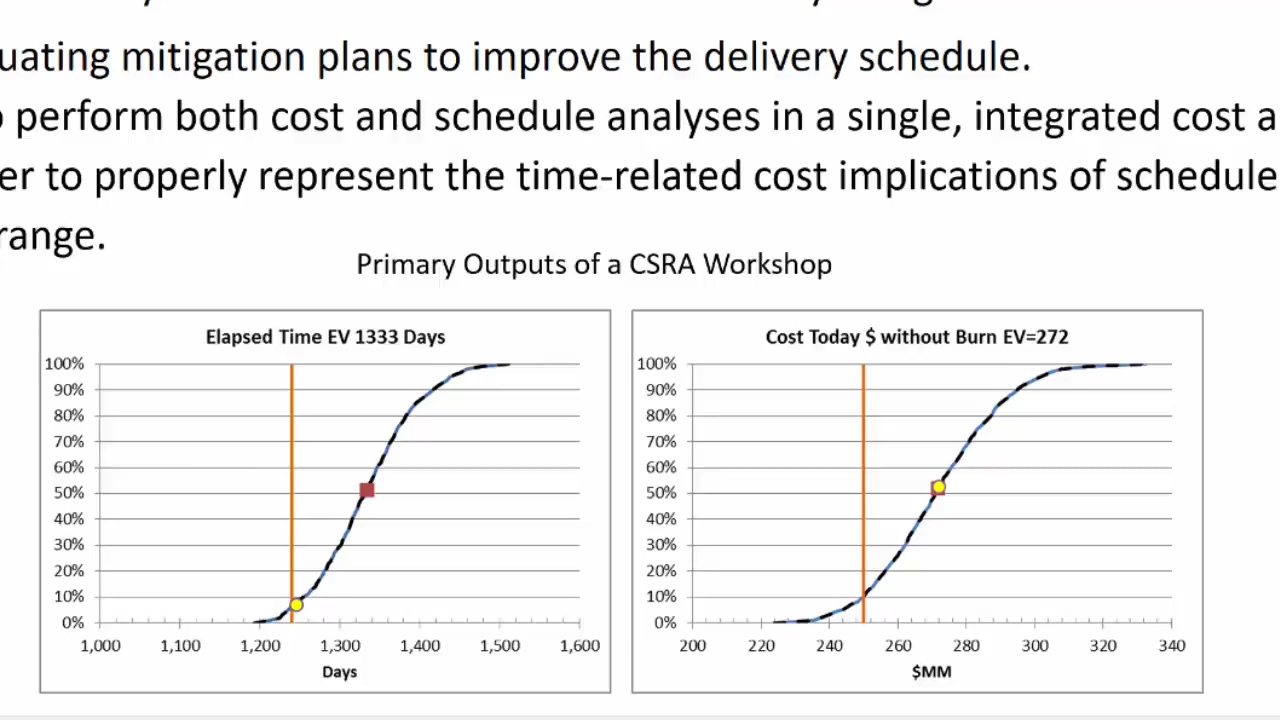 uating mitigation plans to improve the delivery schedule.
perform both cost and schedule analyses in a single, integrated cost a
er to properly represent the time-related cost implications of schedule
range.
Primary Outputs of a CSRA Workshop
Elapsed Time EV 1333 Days
100%
90%
80%
70%
60%
50%
40%
30%
20%
10%
0%
1,000 1,100 1,200 1,300 1,400 1,500 1,600
Days
Cost Today $ without Burn EV=272
100%
90%
80%
70%
60%
50%
40%
30%
20%
10%
0%
200 220 240 260 280 300 320 340
$MM